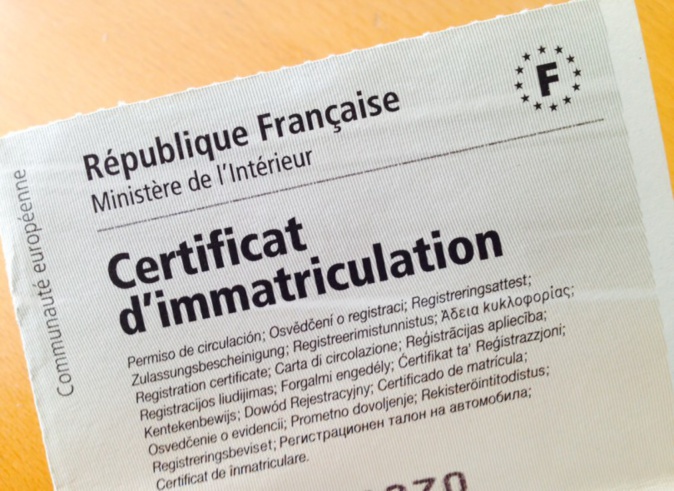 Communauté européenne
F
République Française
Ministère de l'Intérieur
Certificat
d'immatriculation
Permiso de circulación; Osvědčení o registraci; Registreringsattest;
Zulassungsbescheinigung; Registreerimistunnistus; Άδεια κυκλοφορίας;
Registration certificate; Carta di circolazione; Reģistrācijas apliecība;
Registracijos liudijimas; Forgalmi engedély; Ċertifikat ta' Reġistrazzjoni;
Kentekenbewijs; Dowód Rejestracyjny; Certificado de matrícula;
Osvedčenie o evidencii; Prometno dovoljenje; Rekisteröintitodistus;
Registreringsbeviset; Регистрационен талон на автомобила;
Certificat de înmatriculare.